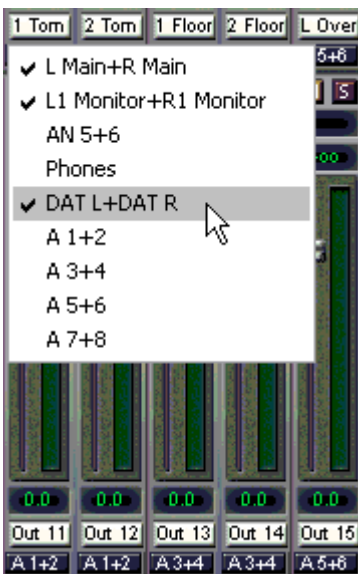 1 Tom 2 Tom 1 Floor 2 Floor L Over
5+6
✔ L Main+R Main
✔ L1 Monitor+R1 Monitor
S
AN 5+6
Phones
-oo
✔ DAT L+DAT R
A 1+2
A 3+4
A 5+6
A 7+8
0.0 0.0 0.0 0.0 0.0
Out 11 Out 12 Out 13 Out 14 Out 15
A 1+2 A 1+2 A 3+4 A 3+4 A 5+6